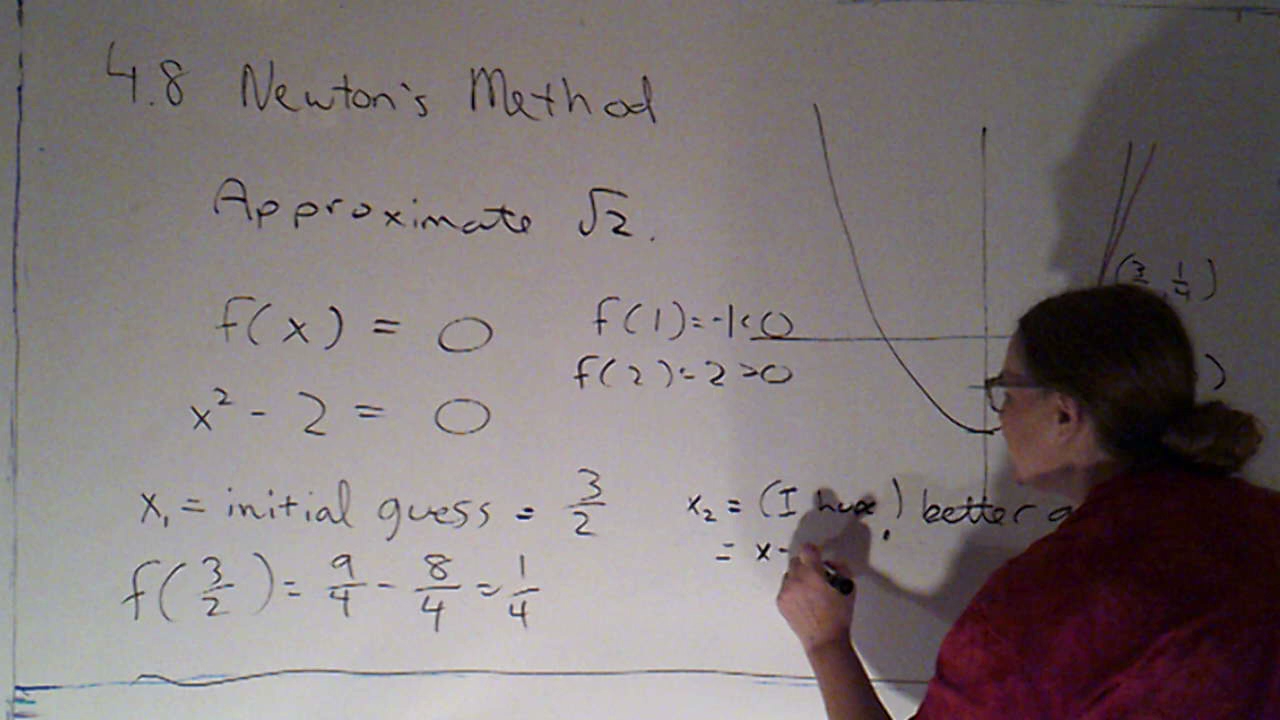 4.8 Newton's Method
Approximate √2.
f(x) = 0
f(1)=-1<0
f(2)=2>0
x² - 2 = 0
(3/2, 1/4)
)
x₁ = initial guess = 3/2
x₂ = (I hope) better
f(3/2) = 9/4 - 8/4 = 1/4
= x-